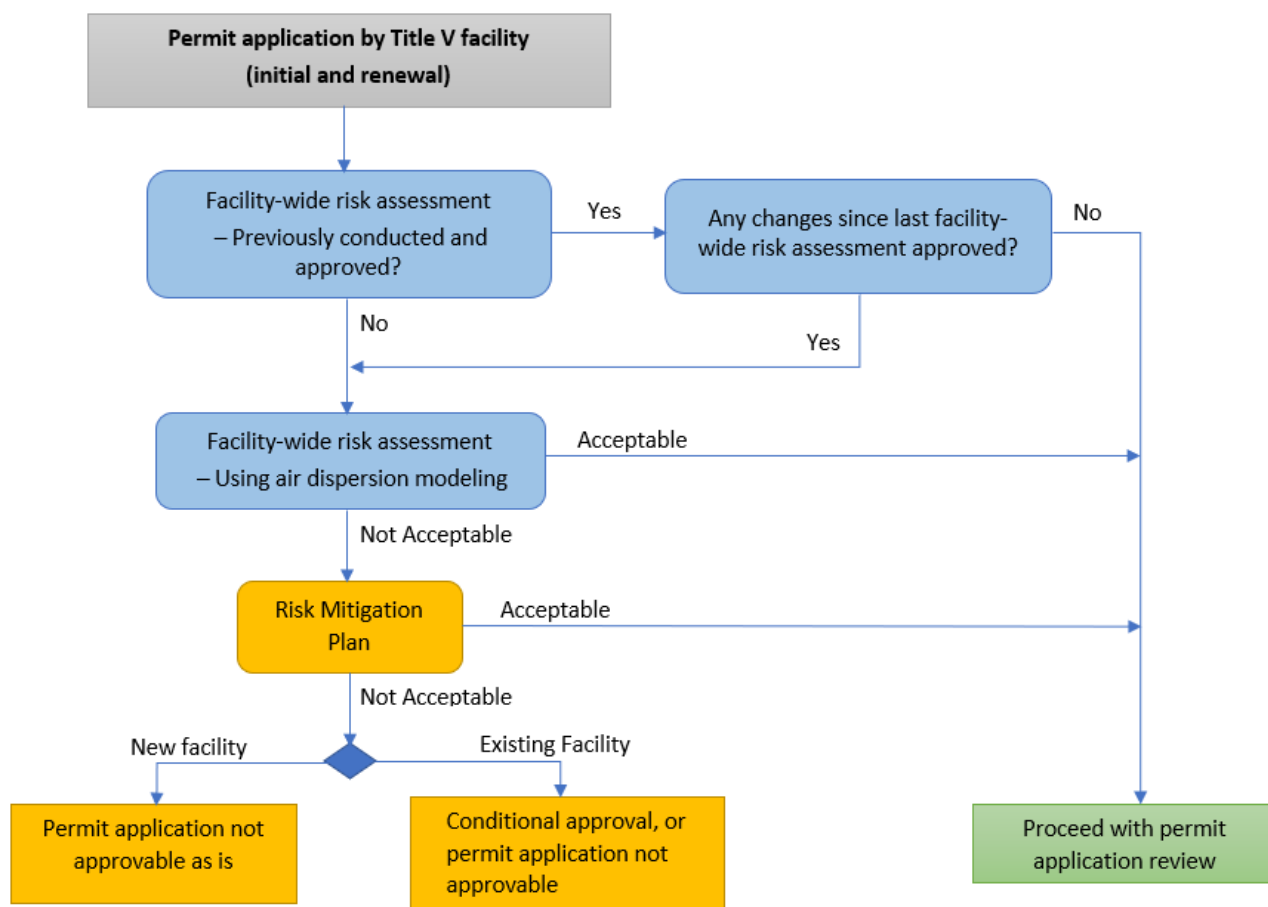 Permit application by Title V facility
(initial and renewal)
Facility-wide risk assessment
– Previously conducted and
approved?
Yes
Any changes since last facility-
wide risk assessment approved?
No
No
Yes
Facility-wide risk assessment
– Using air dispersion modeling
Acceptable
Not Acceptable
Risk Mitigation
Plan
Acceptable
Not Acceptable
New facility
Existing Facility
Permit application not
approvable as is
Conditional approval, or
permit application not
approvable
Proceed with permit
application review